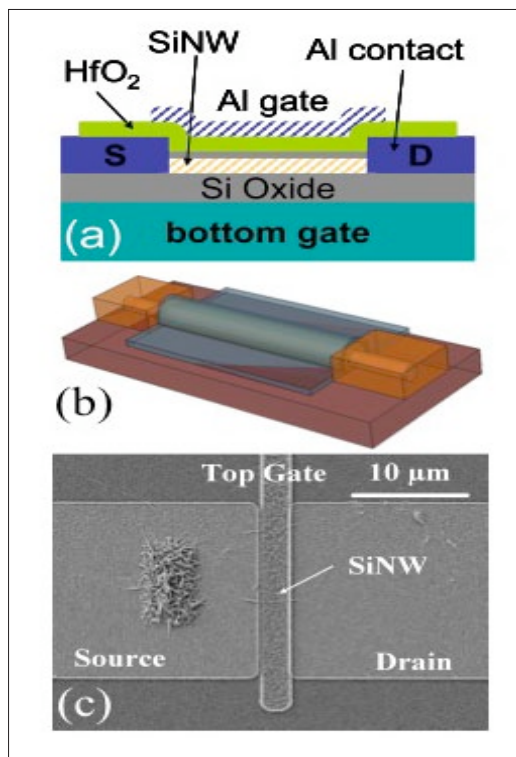 SiNW
Al contact
HfO₂
Al gate
S
D
Si Oxide
(a)
bottom gate
(b)
Top Gate
10 μm
SiNW
Source
Drain
(c)